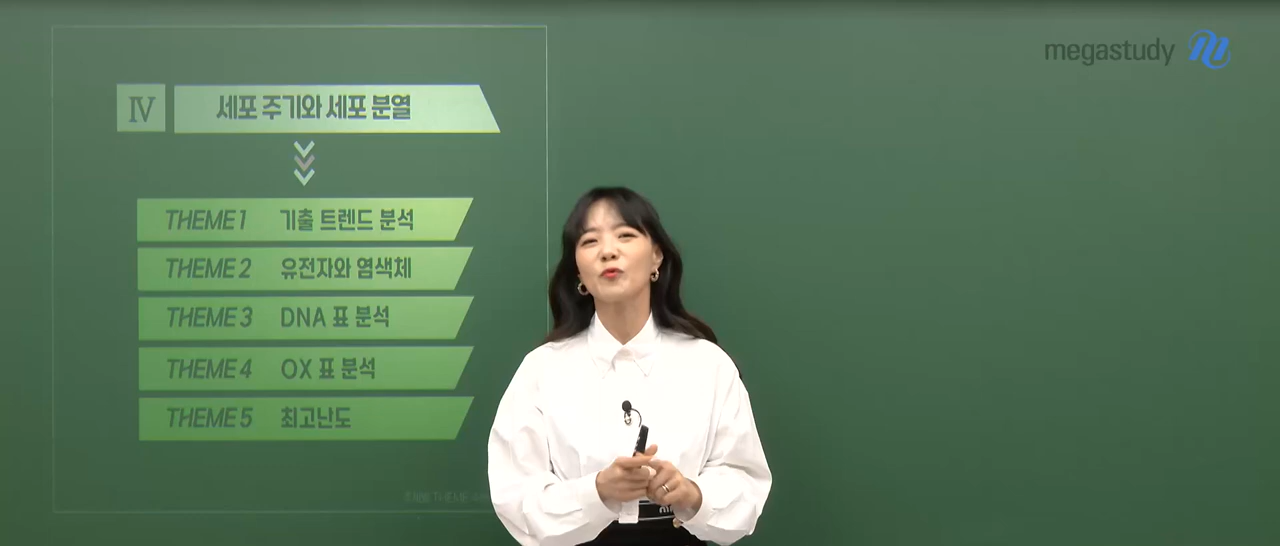 megastudy
Ⅳ 세포 주기와 세포 분열
THEME 1 기출 트렌드 분석
THEME 2 유전자와 염색체
THEME 3 DNA 표 분석
THEME 4 OX 표 분석
THEME 5 최고난도